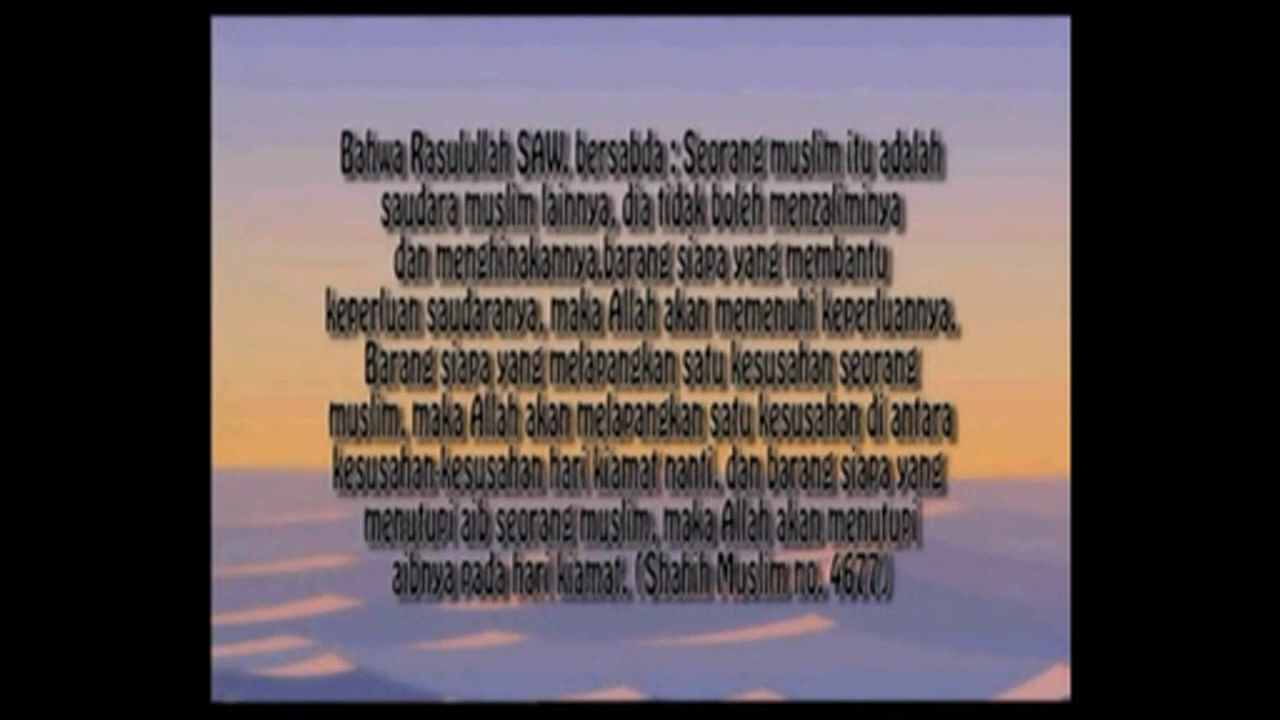 Bahwa Rasulullah SAW. bersabda : Seorang muslim itu adalah
saudara muslim lainnya, dia tidak boleh menzaliminya
dan menghinakannya.barang siapa yang membantu
keperluan saudaranya, maka Allah akan memenuhi keperluannya.
Barang siapa yang melapangkan satu kesusahan seorang
muslim, maka Allah akan melapangkan satu kesusahan di antara
kesusahan-kesusahan hari kiamat nanti. dan barang siapa yang
menutupi aib seorang muslim, maka Allah akan menutupi
aibnya pada hari kiamat. (Shahih Muslim no. 4677)